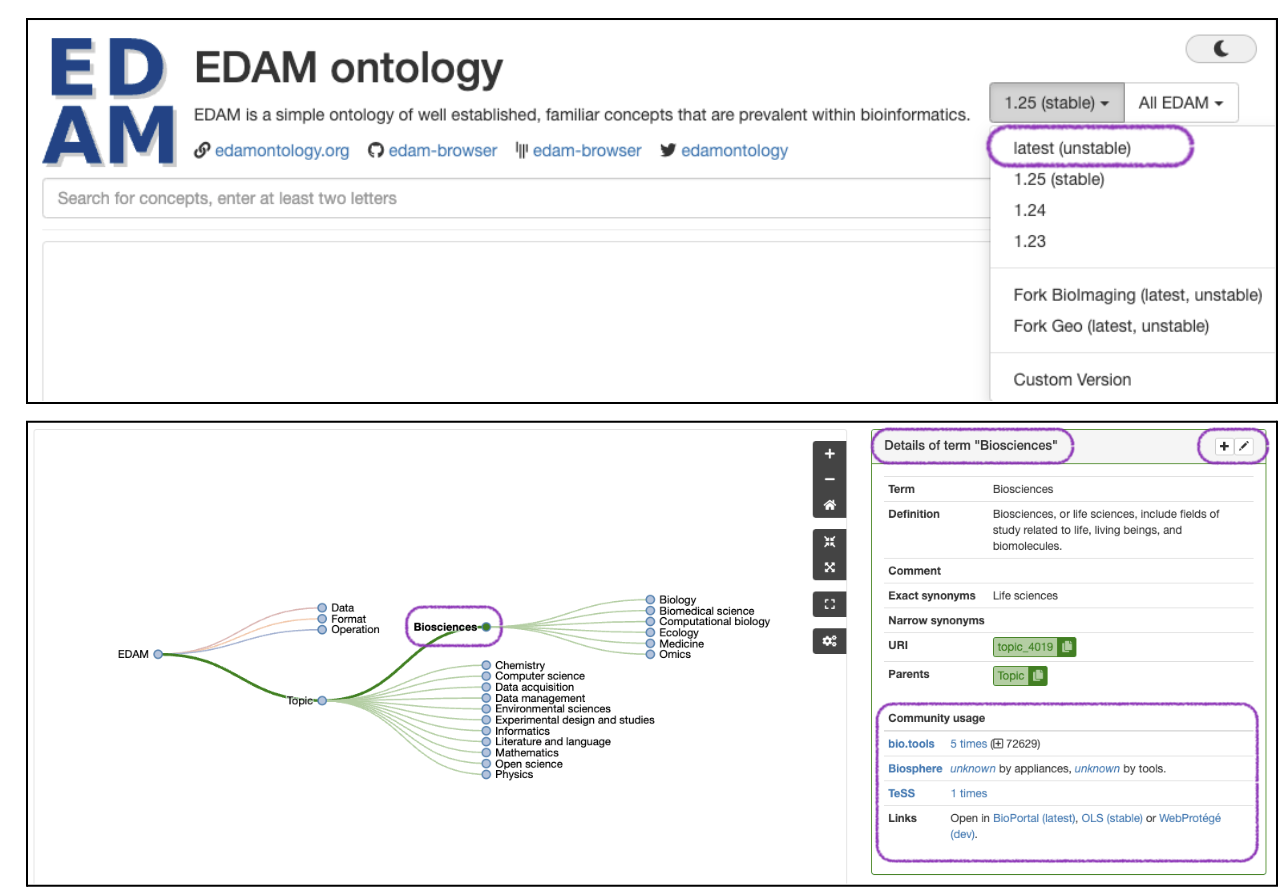 ED
AM
EDAM ontology
EDAM is a simple ontology of well established, familiar concepts that are prevalent within bioinformatics.
edamontology.org edam-browser edam-browser edamontology
1.25 (stable) All EDAM
latest (unstable)
1.25 (stable)
1.24
1.23
Fork BioImaging (latest, unstable)
Fork Geo (latest, unstable)
Custom Version
Search for concepts, enter at least two letters
EDAM
Data
Format
Operation
Topic
Biosciences
Biology
Biomedical science
Computational biology
Ecology
Medicine
Omics
Chemistry
Computer science
Data acquisition
Data management
Environmental sciences
Experimental design and studies
Informatics
Literature and language
Mathematics
Open science
Physics
Details of term "Biosciences"
Term Biosciences
Definition Biosciences, or life sciences, include fields of
study related to life, living beings, and
biomolecules.
Comment
Exact synonyms Life sciences
Narrow synonyms
URI topic_4019
Parents Topic
Community usage
bio.tools 5 times (72629)
Biosphere unknown by appliances, unknown by tools.
TeSS 1 times
Links Open in BioPortal (latest), OLS (stable) or WebProtégé
(dev).